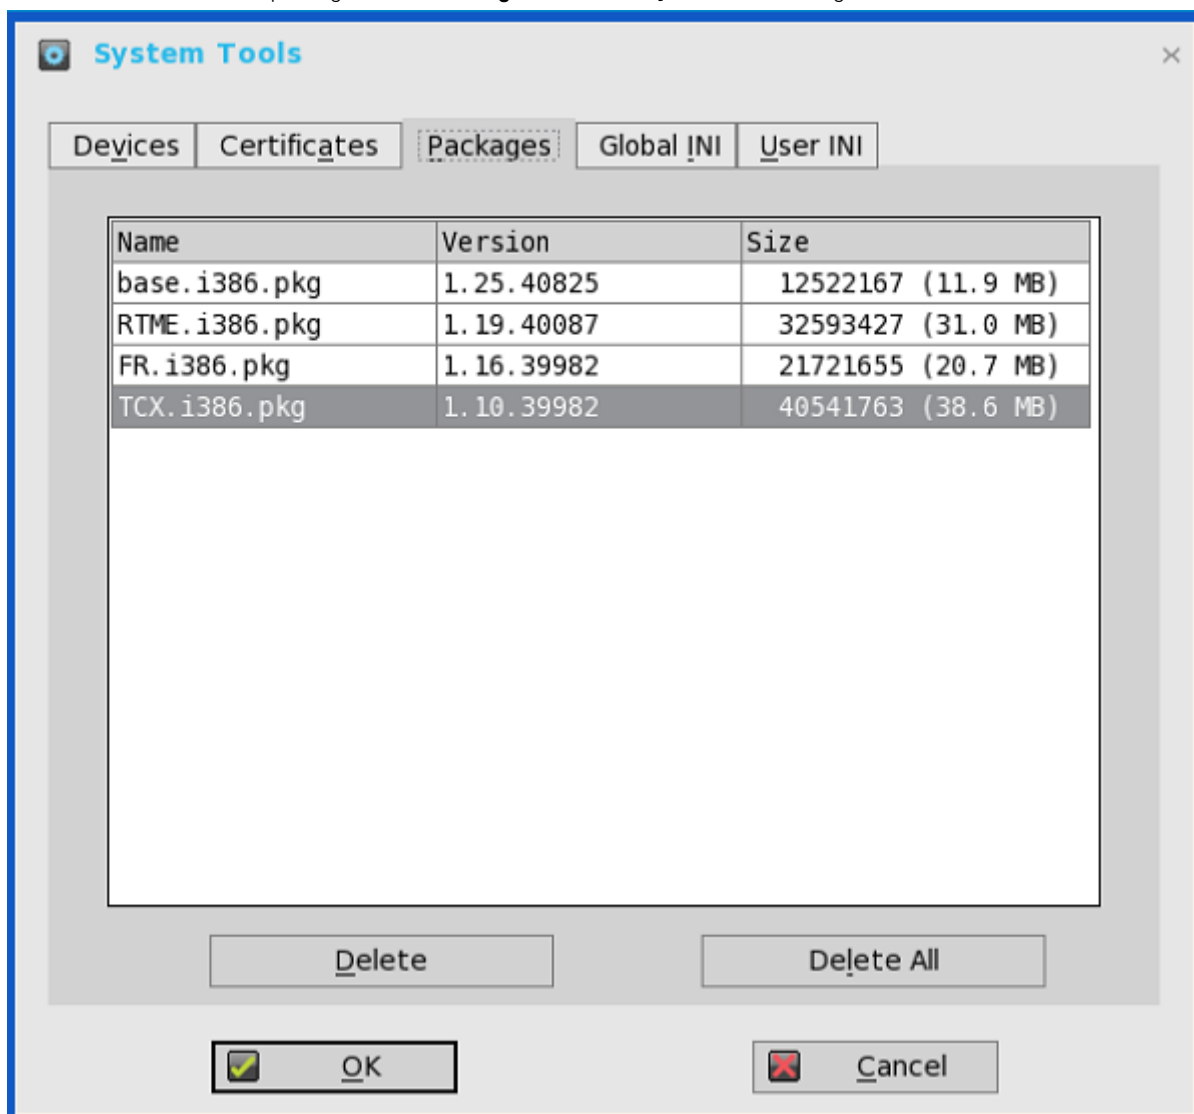 System Tools
Devices Certificates Packages Global INI User INI
Name Version Size
base.i386.pkg 1.25.40825 12522167 (11.9 MB)
RTME.i386.pkg 1.19.40087 32593427 (31.0 MB)
FR.i386.pkg 1.16.39982 21721655 (20.7 MB)
TCX.i386.pkg 1.10.39982 40541763 (38.6 MB)
Delete Delete All
OK Cancel